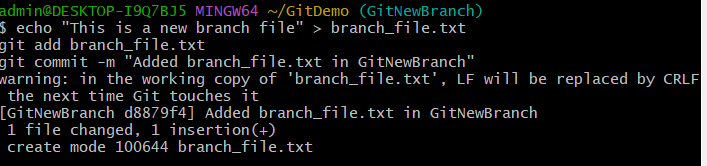 admin@DESKTOP-I9Q7BJ5 MINGW64 ~/GitDemo (GitNewBranch)
$ echo "This is a new branch file" > branch_file.txt
git add branch_file.txt
git commit -m "Added branch_file.txt in GitNewBranch"
warning: in the working copy of 'branch_file.txt', LF will be replaced by CRLF
the next time Git touches it
[GitNewBranch d8879f4] Added branch_file.txt in GitNewBranch
1 file changed, 1 insertion(+)
create mode 100644 branch_file.txt